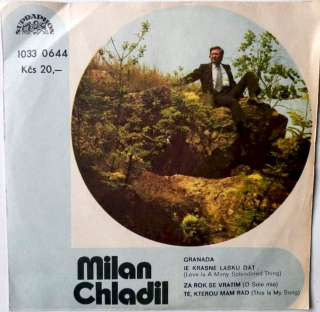 SUPRAPHON
1033 0644
Kčs 20,—
Milan
Chladil
GRANADA
JE KRASNE LASKU DAT
(Love is A Many Splendored Thing)
ZA ROK SE VRATIM (O Sole mio)
TÉ, KTEROU MAM RAD (This Is My Song)